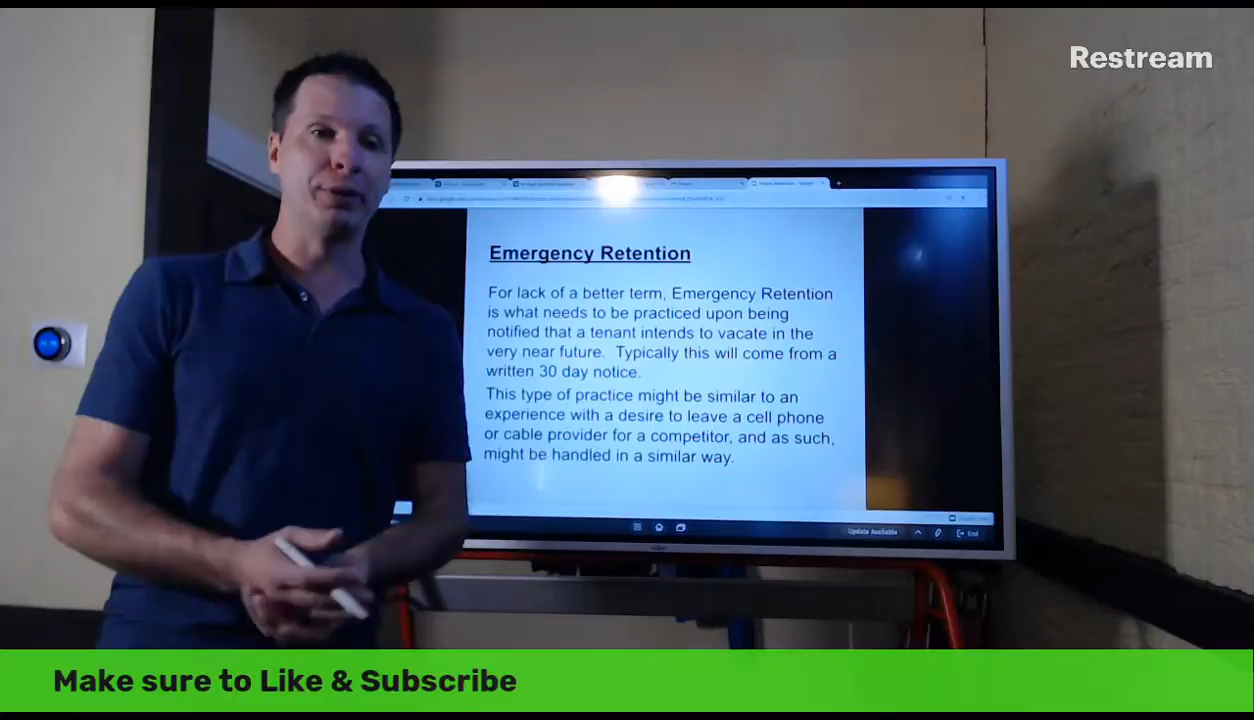 Restream
Emergency Retention
For lack of a better term, Emergency Retention
is what needs to be practiced upon being
notified that a tenant intends to vacate in the
very near future. Typically this will come from a
written 30 day notice.
This type of practice might be similar to an
experience with a desire to leave a cell phone
or cable provider for a competitor, and as such,
might be handled in a similar way.
Update Available
End
Make sure to Like & Subscribe